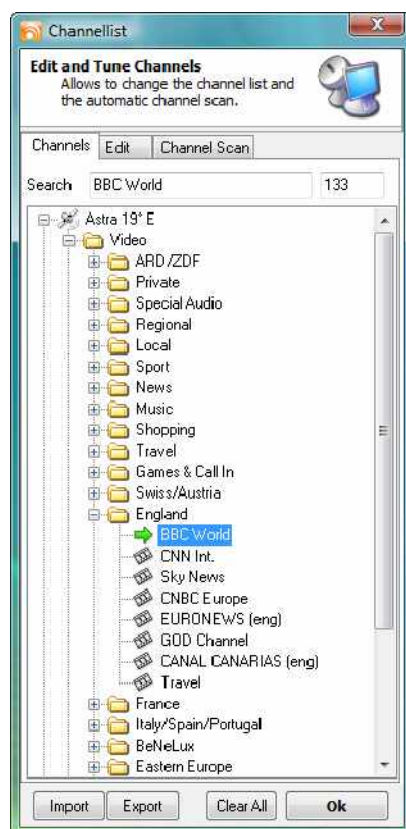 Channellist
Edit and Tune Channels
Allows to change the channel list and
the automatic channel scan.
Channels Edit Channel Scan
Search BBC World 133
Astra 19° E
Video
ARD/ZDF
Private
Special Audio
Regional
Local
Sport
News
Music
Shopping
Travel
Games & Call In
Swiss/Austria
England
BBC World
CNN Int.
Sky News
CNBC Europe
EURONEWS (eng)
GOD Channel
CANAL CANARIAS (eng)
Travel
France
Italy/Spain/Portugal
BeNeLux
Eastern Europe
Import Export Clear All Ok